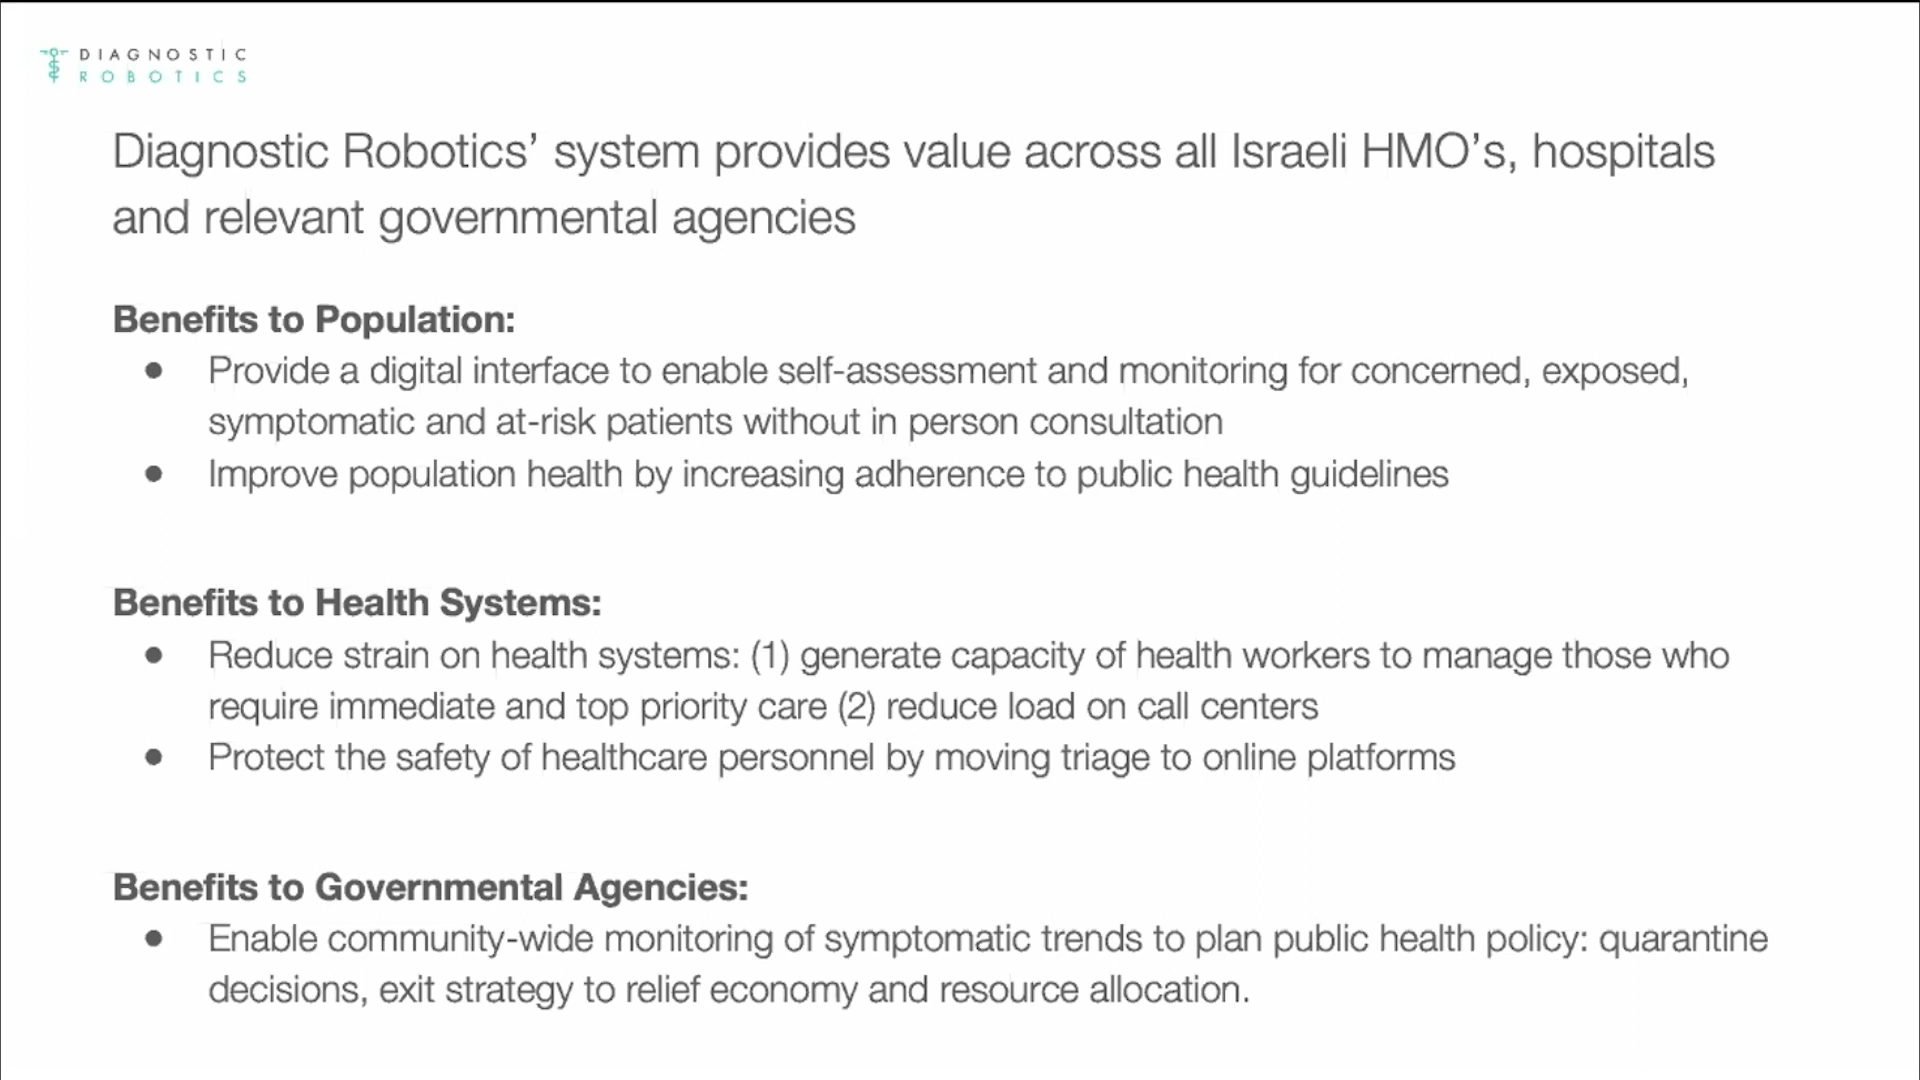 DIAGNOSTIC
ROBOTICS
Diagnostic Robotics’ system provides value across all Israeli HMO’s, hospitals
and relevant governmental agencies
Benefits to Population:
● Provide a digital interface to enable self-assessment and monitoring for concerned, exposed,
symptomatic and at-risk patients without in person consultation
● Improve population health by increasing adherence to public health guidelines
Benefits to Health Systems:
● Reduce strain on health systems: (1) generate capacity of health workers to manage those who
require immediate and top priority care (2) reduce load on call centers
● Protect the safety of healthcare personnel by moving triage to online platforms
Benefits to Governmental Agencies:
● Enable community-wide monitoring of symptomatic trends to plan public health policy: quarantine
decisions, exit strategy to relief economy and resource allocation.